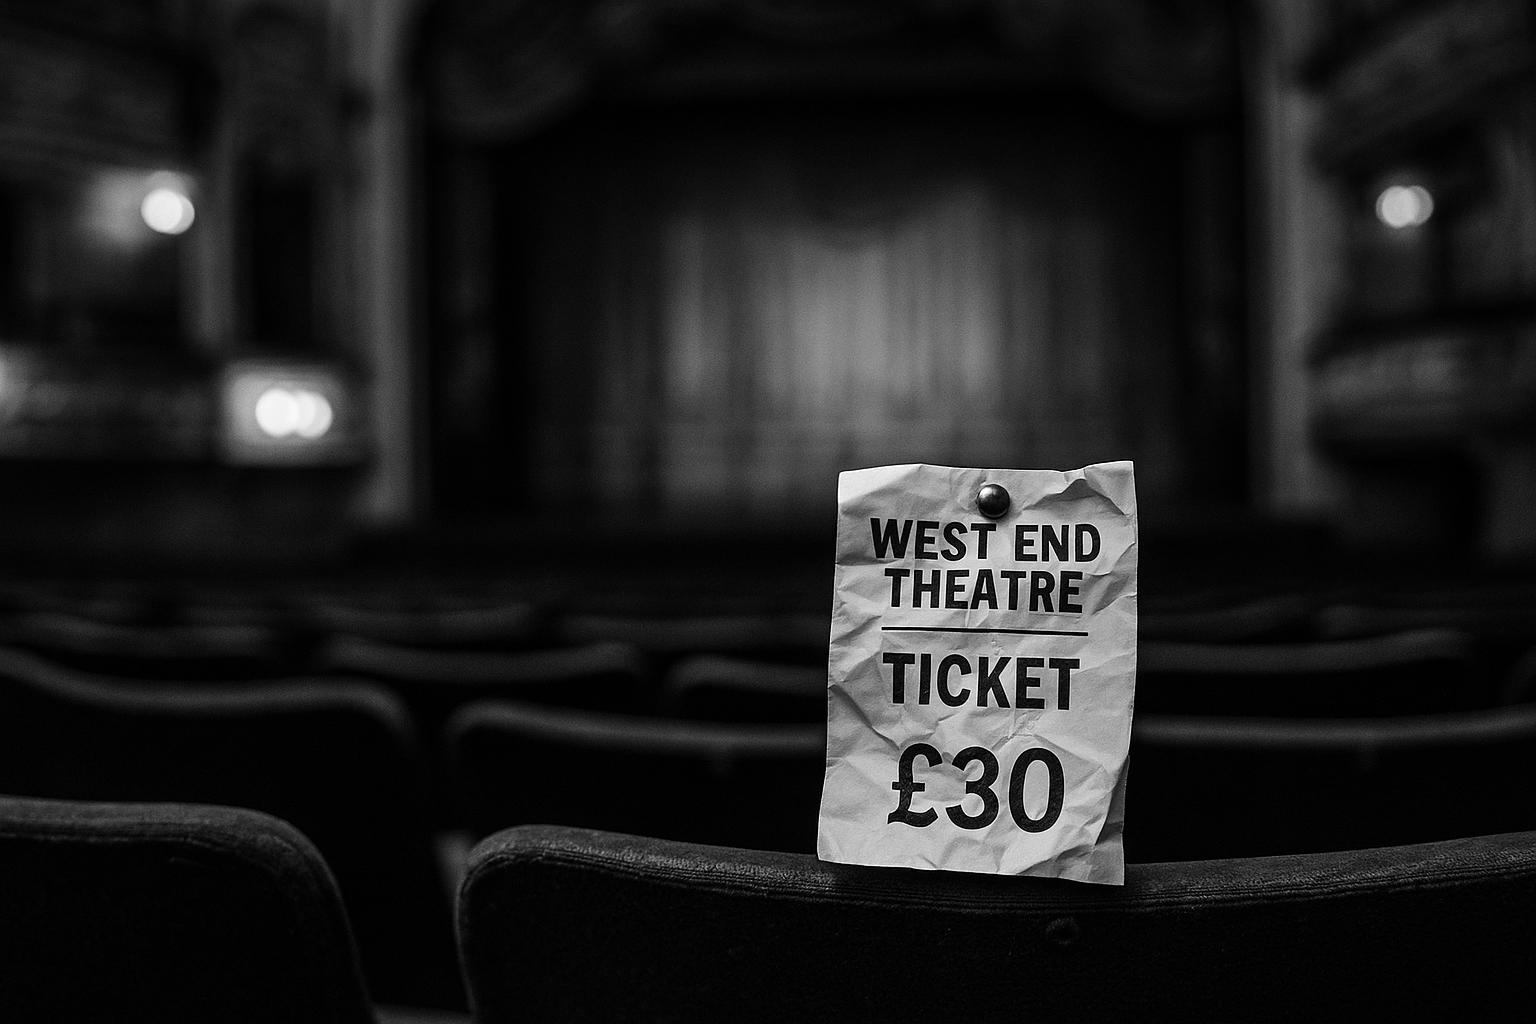 WEST END
THEATRE
TICKET
£30